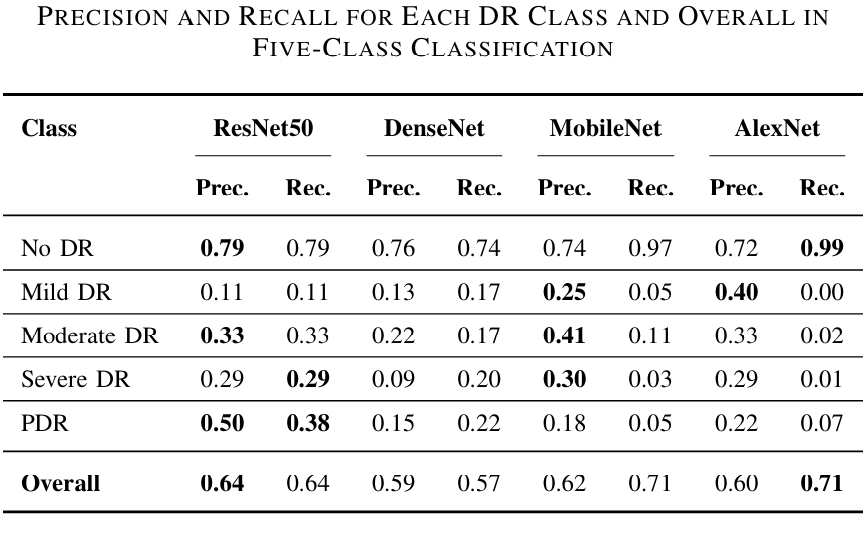 PRECISION AND RECALL FOR EACH DR CLASS AND OVERALL IN
FIVE-CLASS CLASSIFICATION
Class ResNet50 DenseNet MobileNet AlexNet
Prec. Rec. Prec. Rec. Prec. Rec. Prec. Rec.
No DR 0.79 0.79 0.76 0.74 0.74 0.97 0.72 0.99
Mild DR 0.11 0.11 0.13 0.17 0.25 0.05 0.40 0.00
Moderate DR 0.33 0.33 0.22 0.17 0.41 0.11 0.33 0.02
Severe DR 0.29 0.29 0.09 0.20 0.30 0.03 0.29 0.01
PDR 0.50 0.38 0.15 0.22 0.18 0.05 0.22 0.07
Overall 0.64 0.64 0.59 0.57 0.62 0.71 0.60 0.71